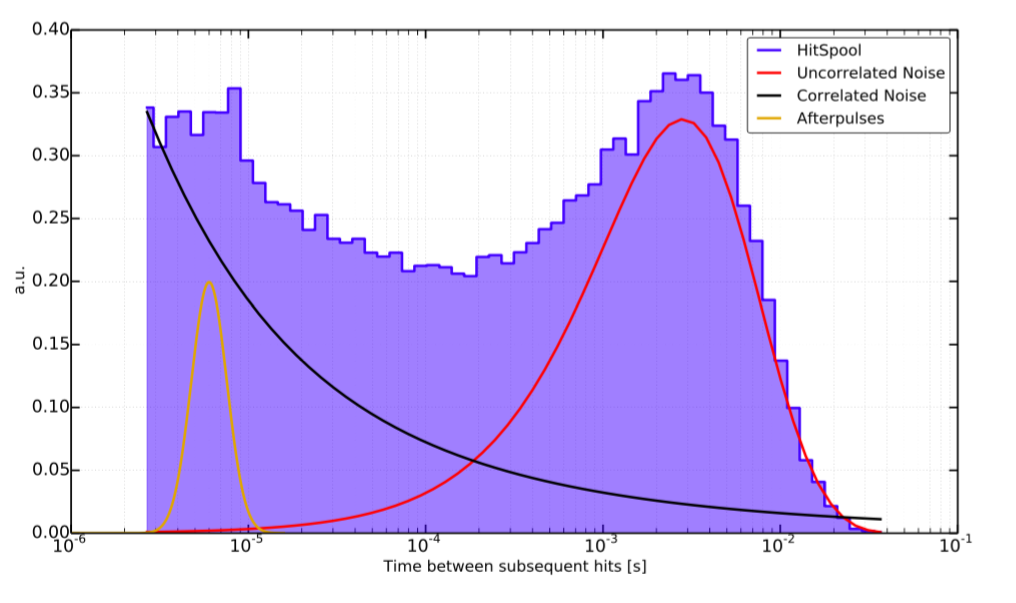 0.40
0.35
0.30
0.25
0.20
0.15
0.10
0.05
0.00
a.u.
HitSpool
Uncorrelated Noise
Correlated Noise
Afterpulses
10⁻⁶ 10⁻⁵ 10⁻⁴ 10⁻³ 10⁻² 10⁻¹
Time between subsequent hits [s]